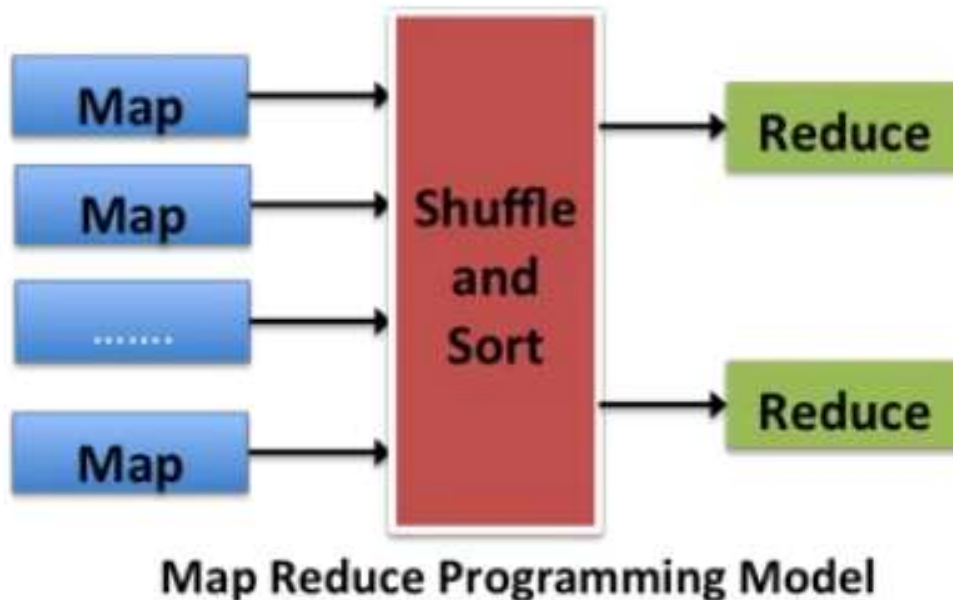 Map
Map
.......
Map
Shuffle
and
Sort
Reduce
Reduce
Map Reduce Programming Model